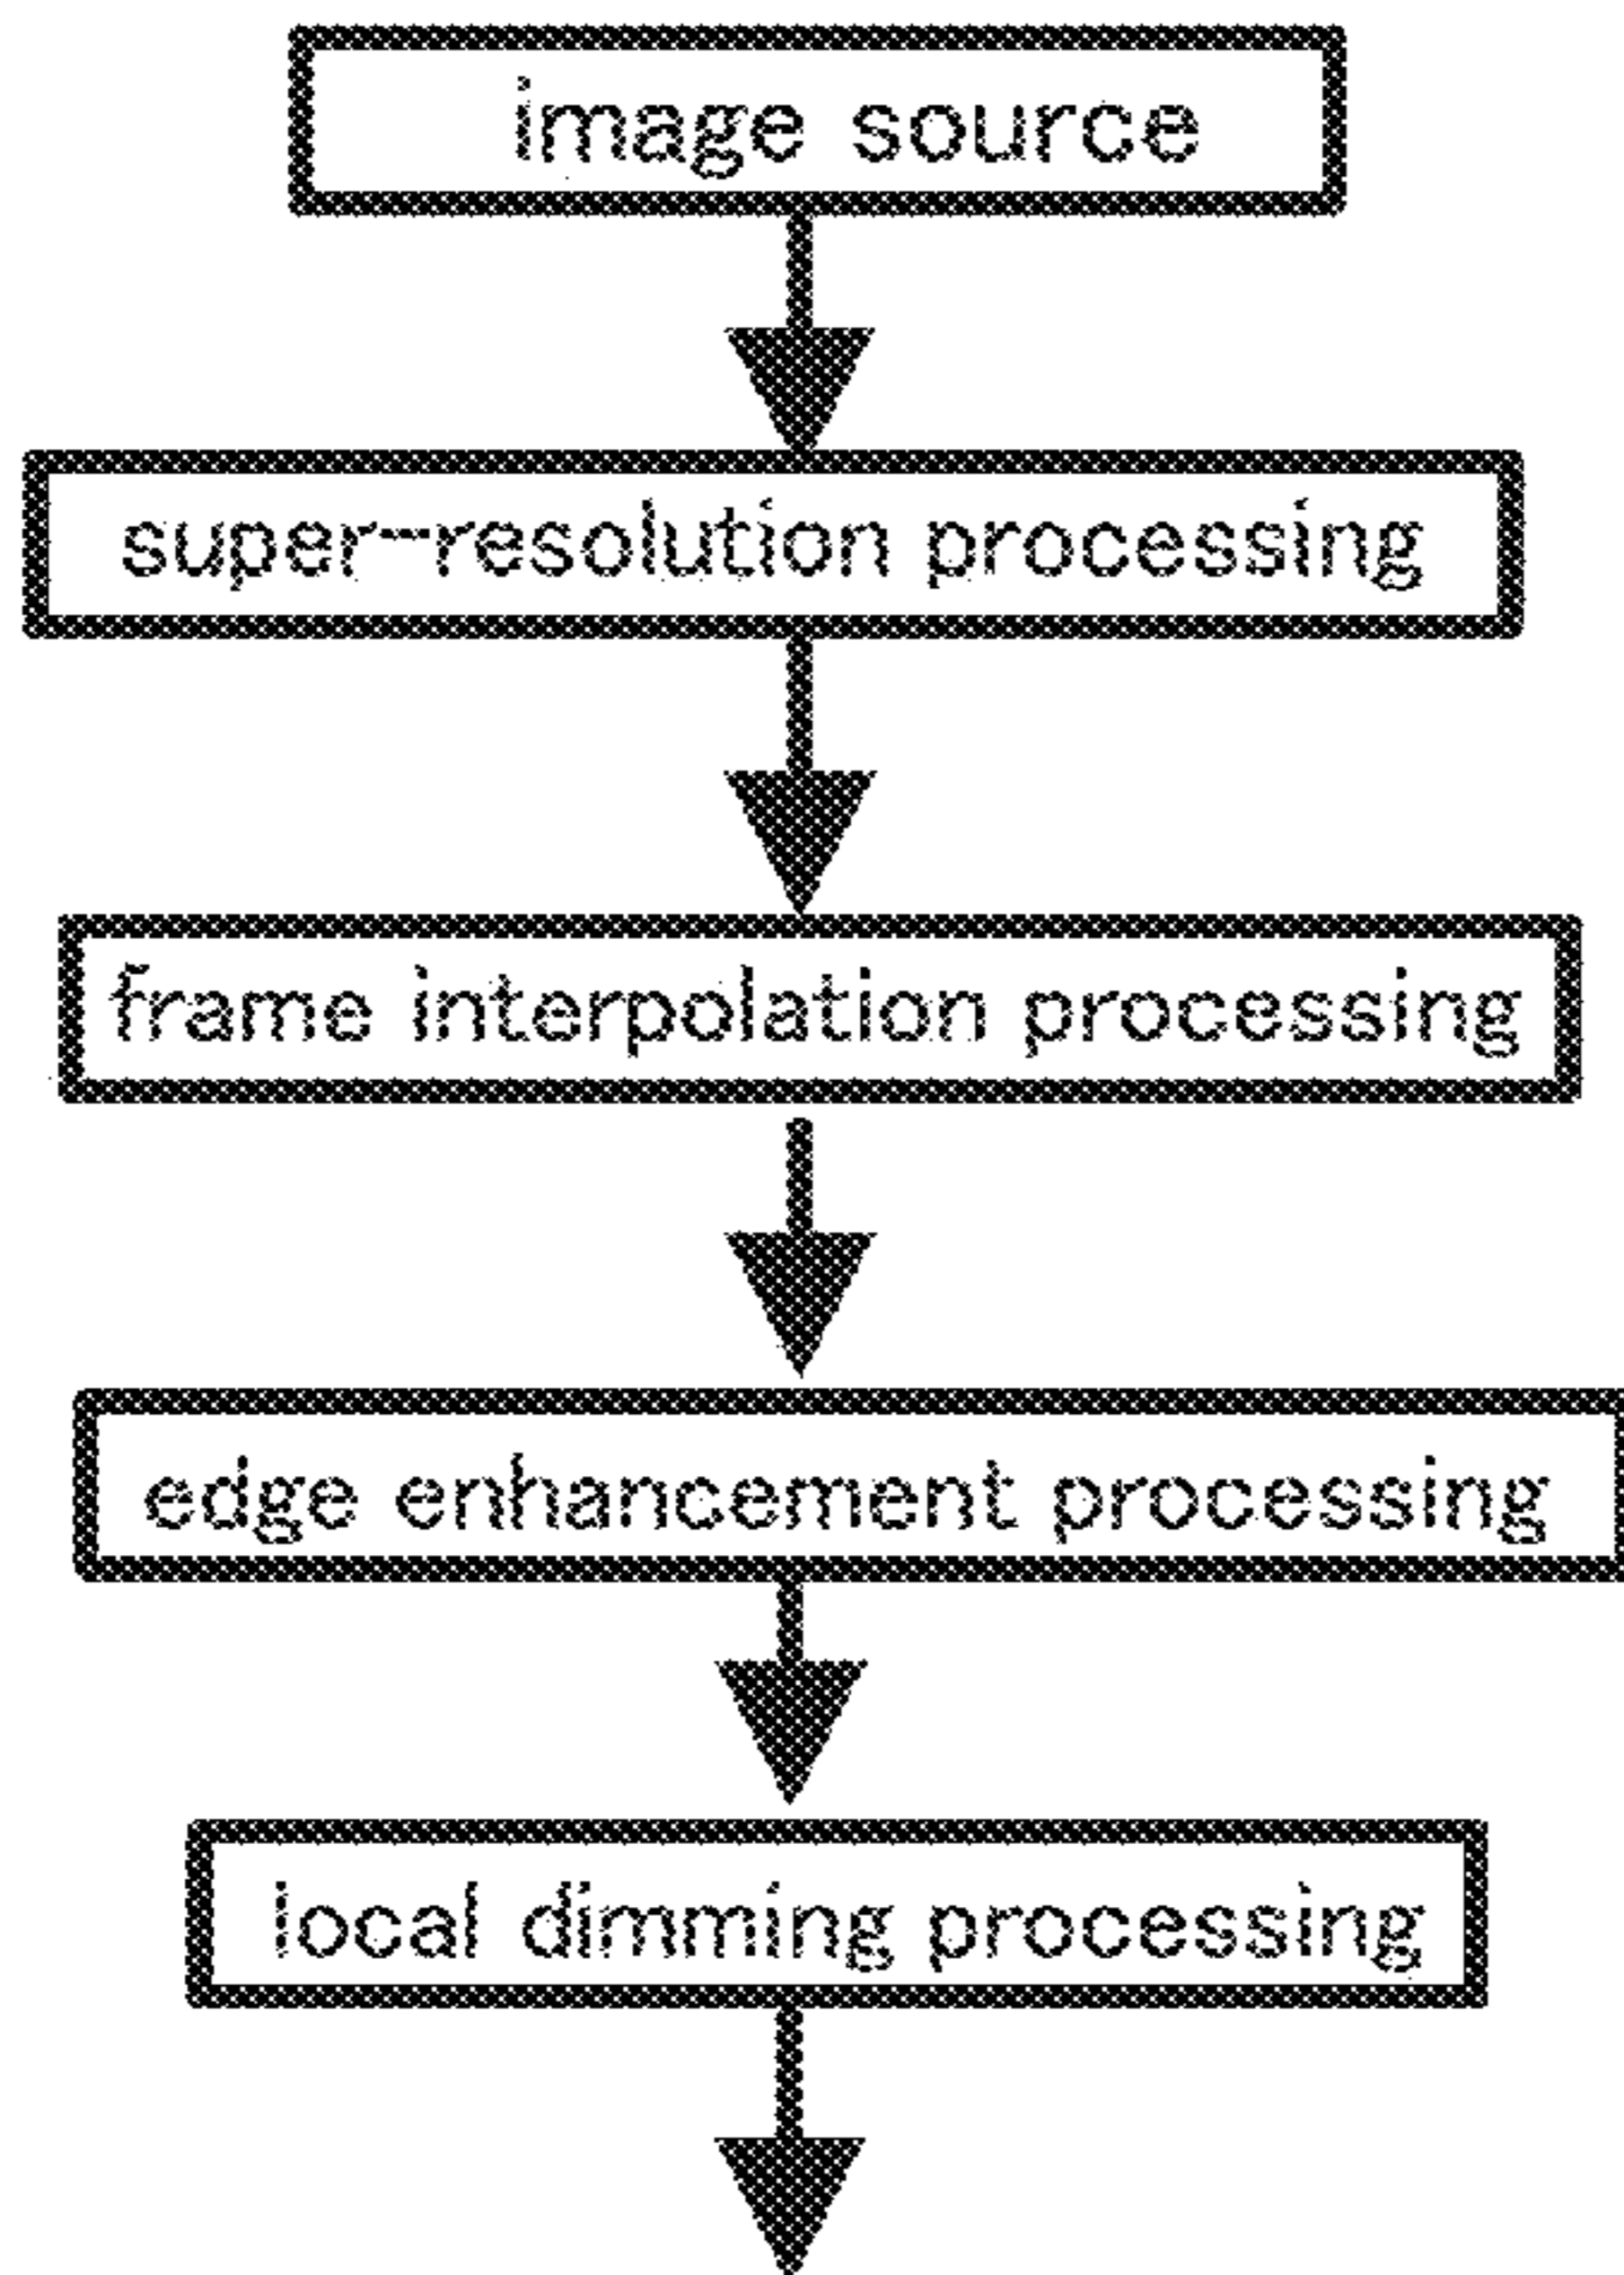 image source
super-resolution processing
frame interpolation processing
edge enhancement processing
local dimming processing